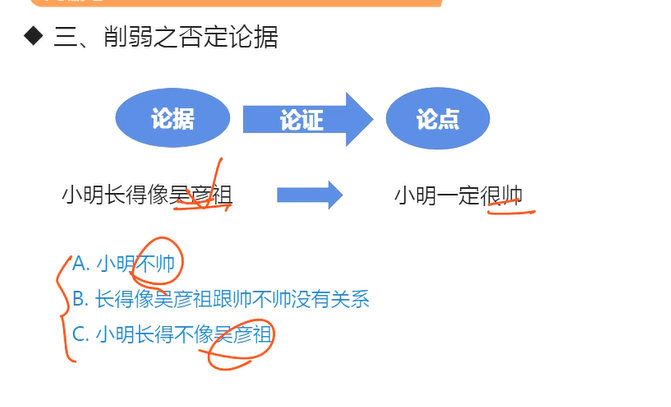 ◆ 三、削弱之否定论据
论据 论证 论点
小明长得像吴彦祖 小明一定很帅
A. 小明不帅
B. 长得像吴彦祖跟帅不帅没有关系
C. 小明长得不像吴彦祖